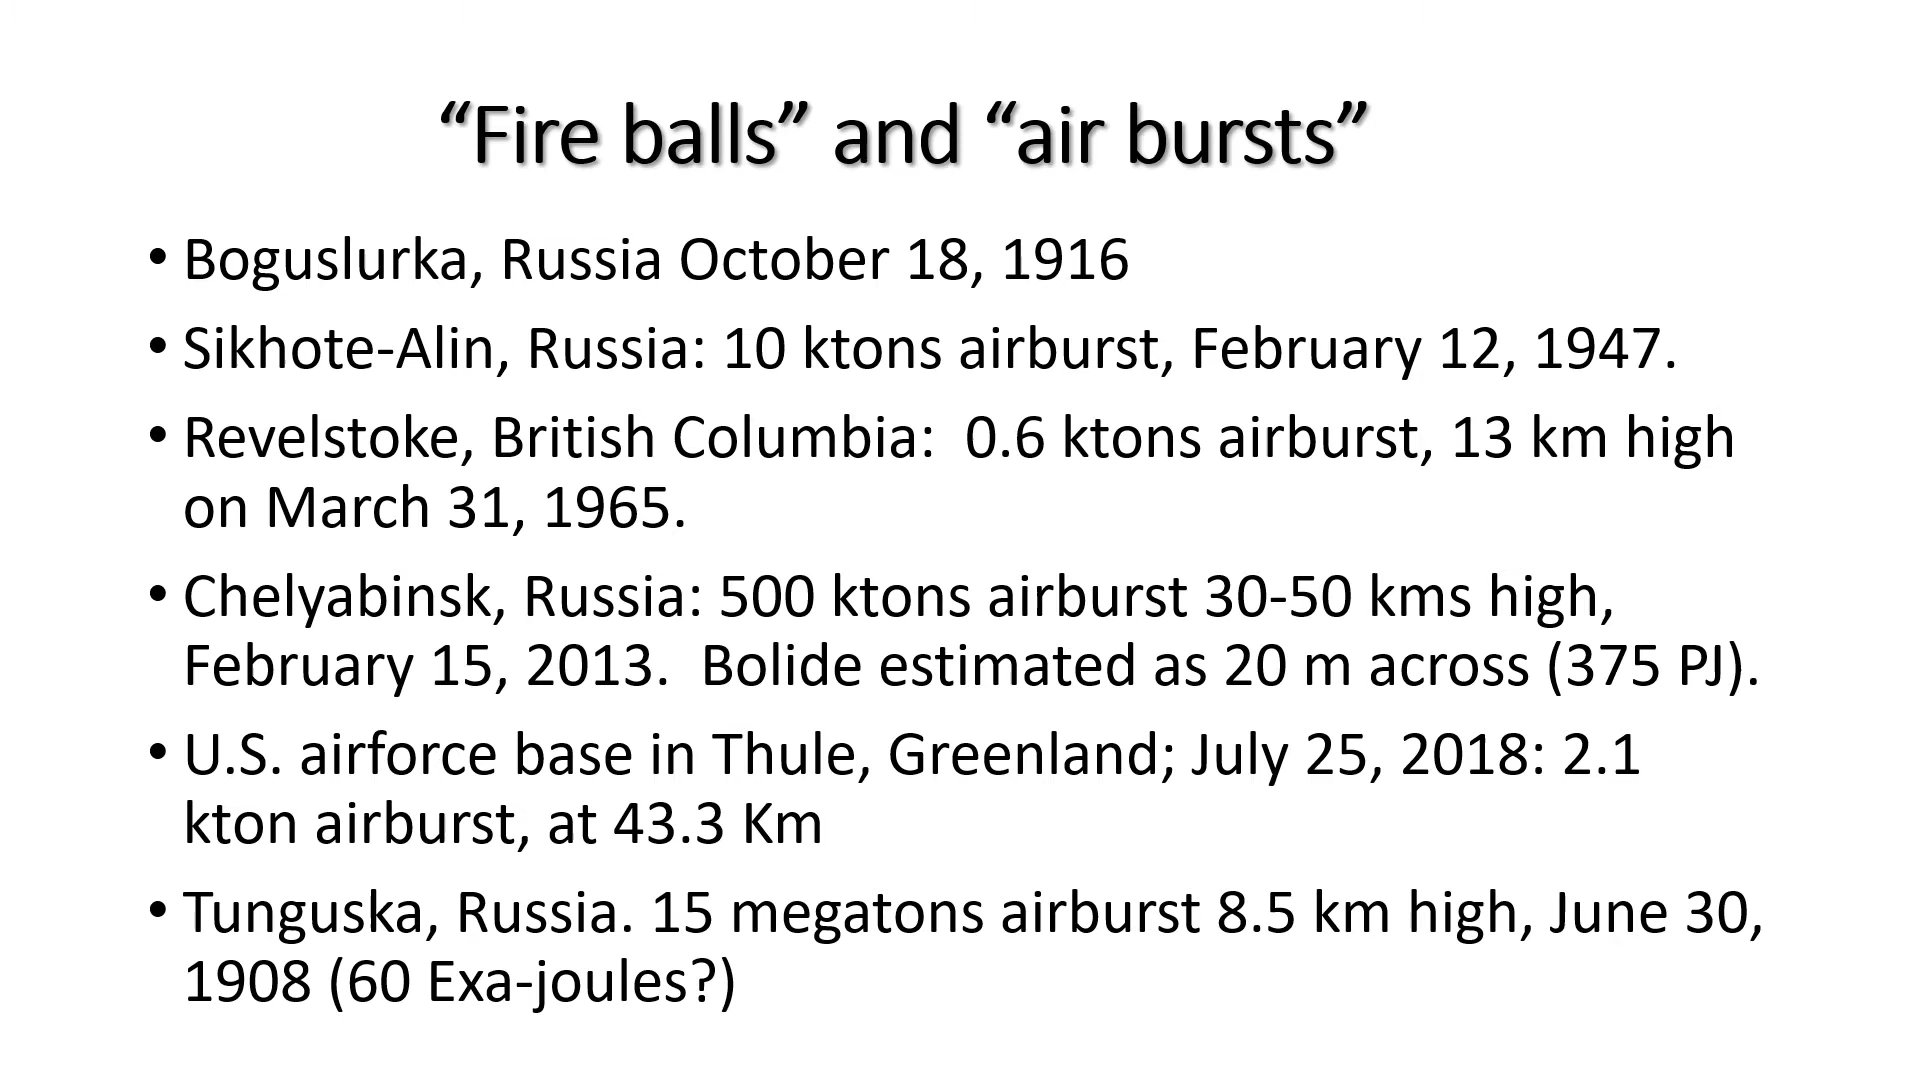 “Fire balls” and “air bursts”
• Boguslurka, Russia October 18, 1916
• Sikhote-Alin, Russia: 10 ktons airburst, February 12, 1947.
• Revelstoke, British Columbia:  0.6 ktons airburst, 13 km high
on March 31, 1965.
• Chelyabinsk, Russia: 500 ktons airburst 30-50 kms high,
February 15, 2013.  Bolide estimated as 20 m across (375 PJ).
• U.S. airforce base in Thule, Greenland; July 25, 2018: 2.1
kton airburst, at 43.3 Km
• Tunguska, Russia. 15 megatons airburst 8.5 km high, June 30,
1908 (60 Exa-joules?)